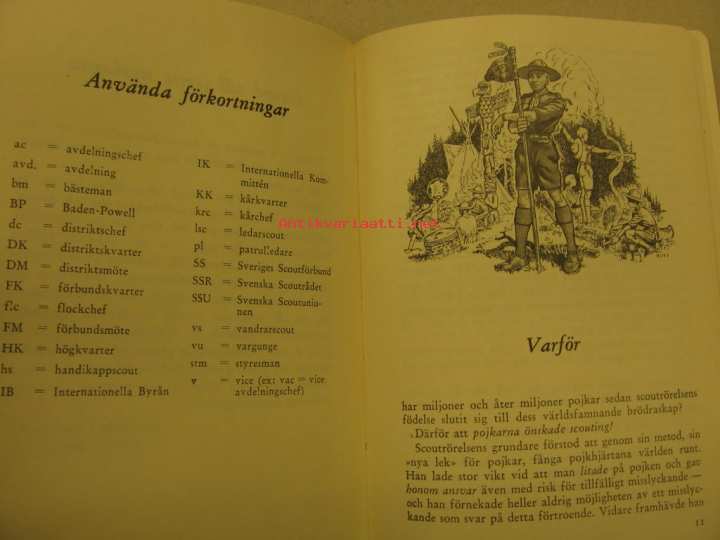 Använda förkortningar
ac = avdelningschef
avd. = avdelning
bm = bästeman
BP = Baden-Powell
dc = distriktschef
DK = distriktskvarter
DM = distriktsmöte
FK = förbundskvarter
flc = flockchef
FM = förbundsmöte
HK = högkvarter
hs = handikappscout
IB = Internationella Byrån
IK = Internationella Kom-
mittén
KK = kårkvarter
krc = kårchef
lsc = ledarscout
pl = patrulledare
SS = Sveriges Scoutförbund
SSR = Svenska Scoutrådet
SSU = Svenska Scoutunio-
nen
vs = vandrarscout
vu = vargunge
stm = styresman
v = vice (ex: vac = vice
avdelningschef)
Antikvariaatti.net
Varför
har miljoner och åter miljoner pojkar sedan scoutrörelsens
födelse slutit sig till dess världsfamnande brödraskap?
Därför att pojkarna önskade scouting!
Scoutrörelsens grundare förstod att genom sin metod, sin
»nya lek» för pojkar, fånga pojkhjärtana världen runt.
Han lade stor vikt vid att man litade på pojken och gav
honom ansvar även med risk för tillfälligt misslyckande —
och han förnekade heller aldrig möjligheten av ett misslyc-
kande som svar på detta förtroende. Vidare framhävde han
11